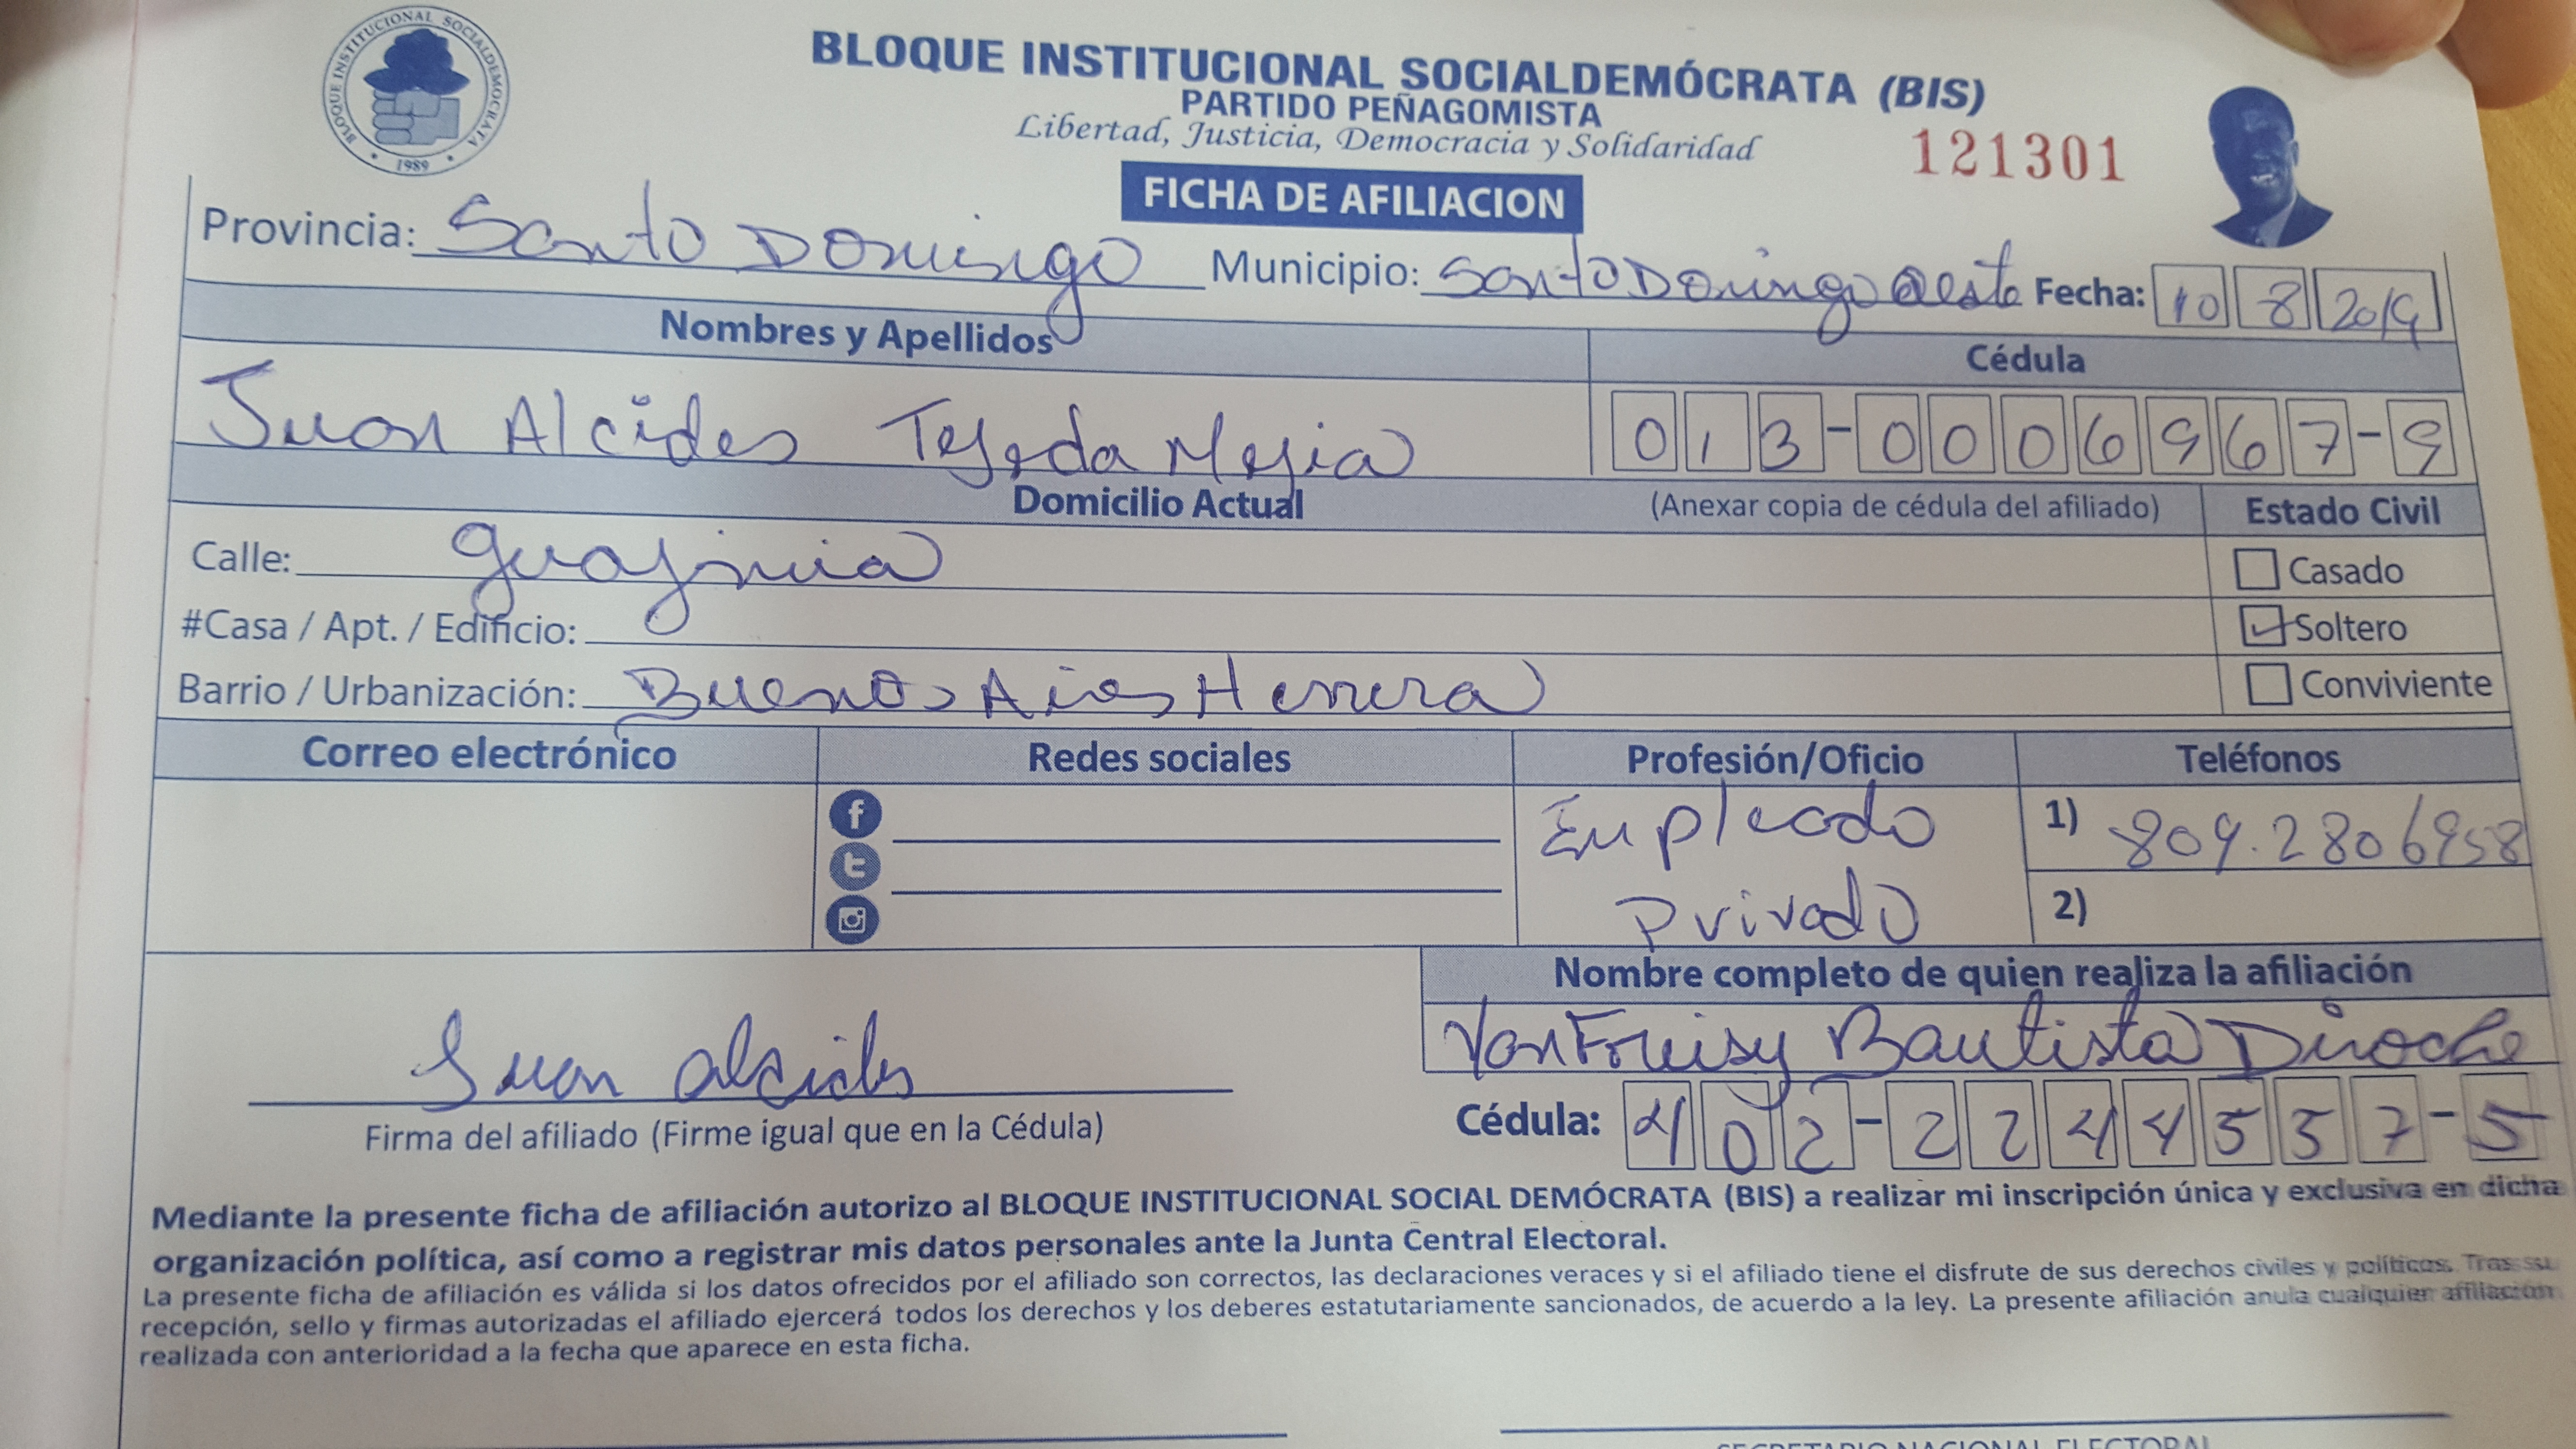 BLOQUE INSTITUCIONAL SOCIALDEMOCRATA
1989
BLOQUE INSTITUCIONAL SOCIALDEMÓCRATA (BIS)
PARTIDO PEÑAGOMISTA
Libertad, Justicia, Democracia y Solidaridad
121301
FICHA DE AFILIACION
Provincia: Santo Domingo Municipio: Santo Domingo Oeste Fecha: 10 8 2019
Nombres y Apellidos Cédula
Juan Alcides Tejeda Mejia 013-0006967-9
Domicilio Actual (Anexar copia de cédula del afiliado) Estado Civil
Calle: guajimia Casado
#Casa / Apt. / Edificio: Soltero
Barrio / Urbanización: Buenos Aires Herrera Conviviente
Correo electrónico Redes sociales Profesión/Oficio Teléfonos
Empleado 1) 809.2806958
Privado 2)
Nombre completo de quien realiza la afiliación
Bautista
Juan alcides
Firma del afiliado (Firme igual que en la Cédula) Cédula: 402-2244557-5
Mediante la presente ficha de afiliación autorizo al BLOQUE INSTITUCIONAL SOCIAL DEMÓCRATA (BIS) a realizar mi inscripción única y exclusiva en dicha
organización política, así como a registrar mis datos personales ante la Junta Central Electoral.
La presente ficha de afiliación es válida si los datos ofrecidos por el afiliado son correctos, las declaraciones veraces y si el afiliado tiene el disfrute de sus derechos civiles y políticos. Tras su
recepción, sello y firmas autorizadas el afiliado ejercerá todos los derechos y los deberes estatutariamente sancionados, de acuerdo a la ley. La presente afiliación anula cualquier afiliación
realizada con anterioridad a la fecha que aparece en esta ficha.
SECRETARIO NACIONAL ELECTORAL